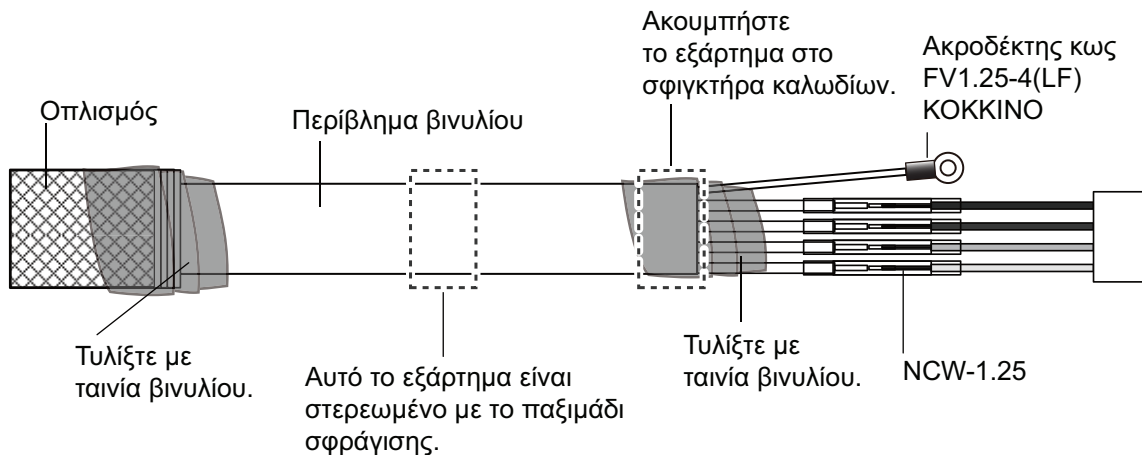 Ακουμπήστε
το εξάρτημα στο
σφιγκτήρα καλωδίων.
Ακροδέκτης κως
FV1.25-4(LF)
ΚΟΚΚΙΝΟ
Οπλισμός
Περίβλημα βινυλίου
Τυλίξτε με
ταινία βινυλίου.
Αυτό το εξάρτημα είναι
στερεωμένο με το παξιμάδι
σφράγισης.
Τυλίξτε με
ταινία βινυλίου.
NCW-1.25